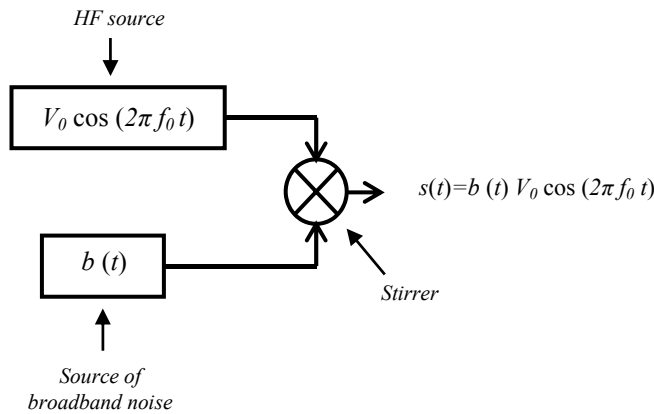 HF source
V₀ cos (2π f₀ t)
s(t)=b (t) V₀ cos (2π f₀ t)
b (t)
Stirrer
Source of
broadband noise